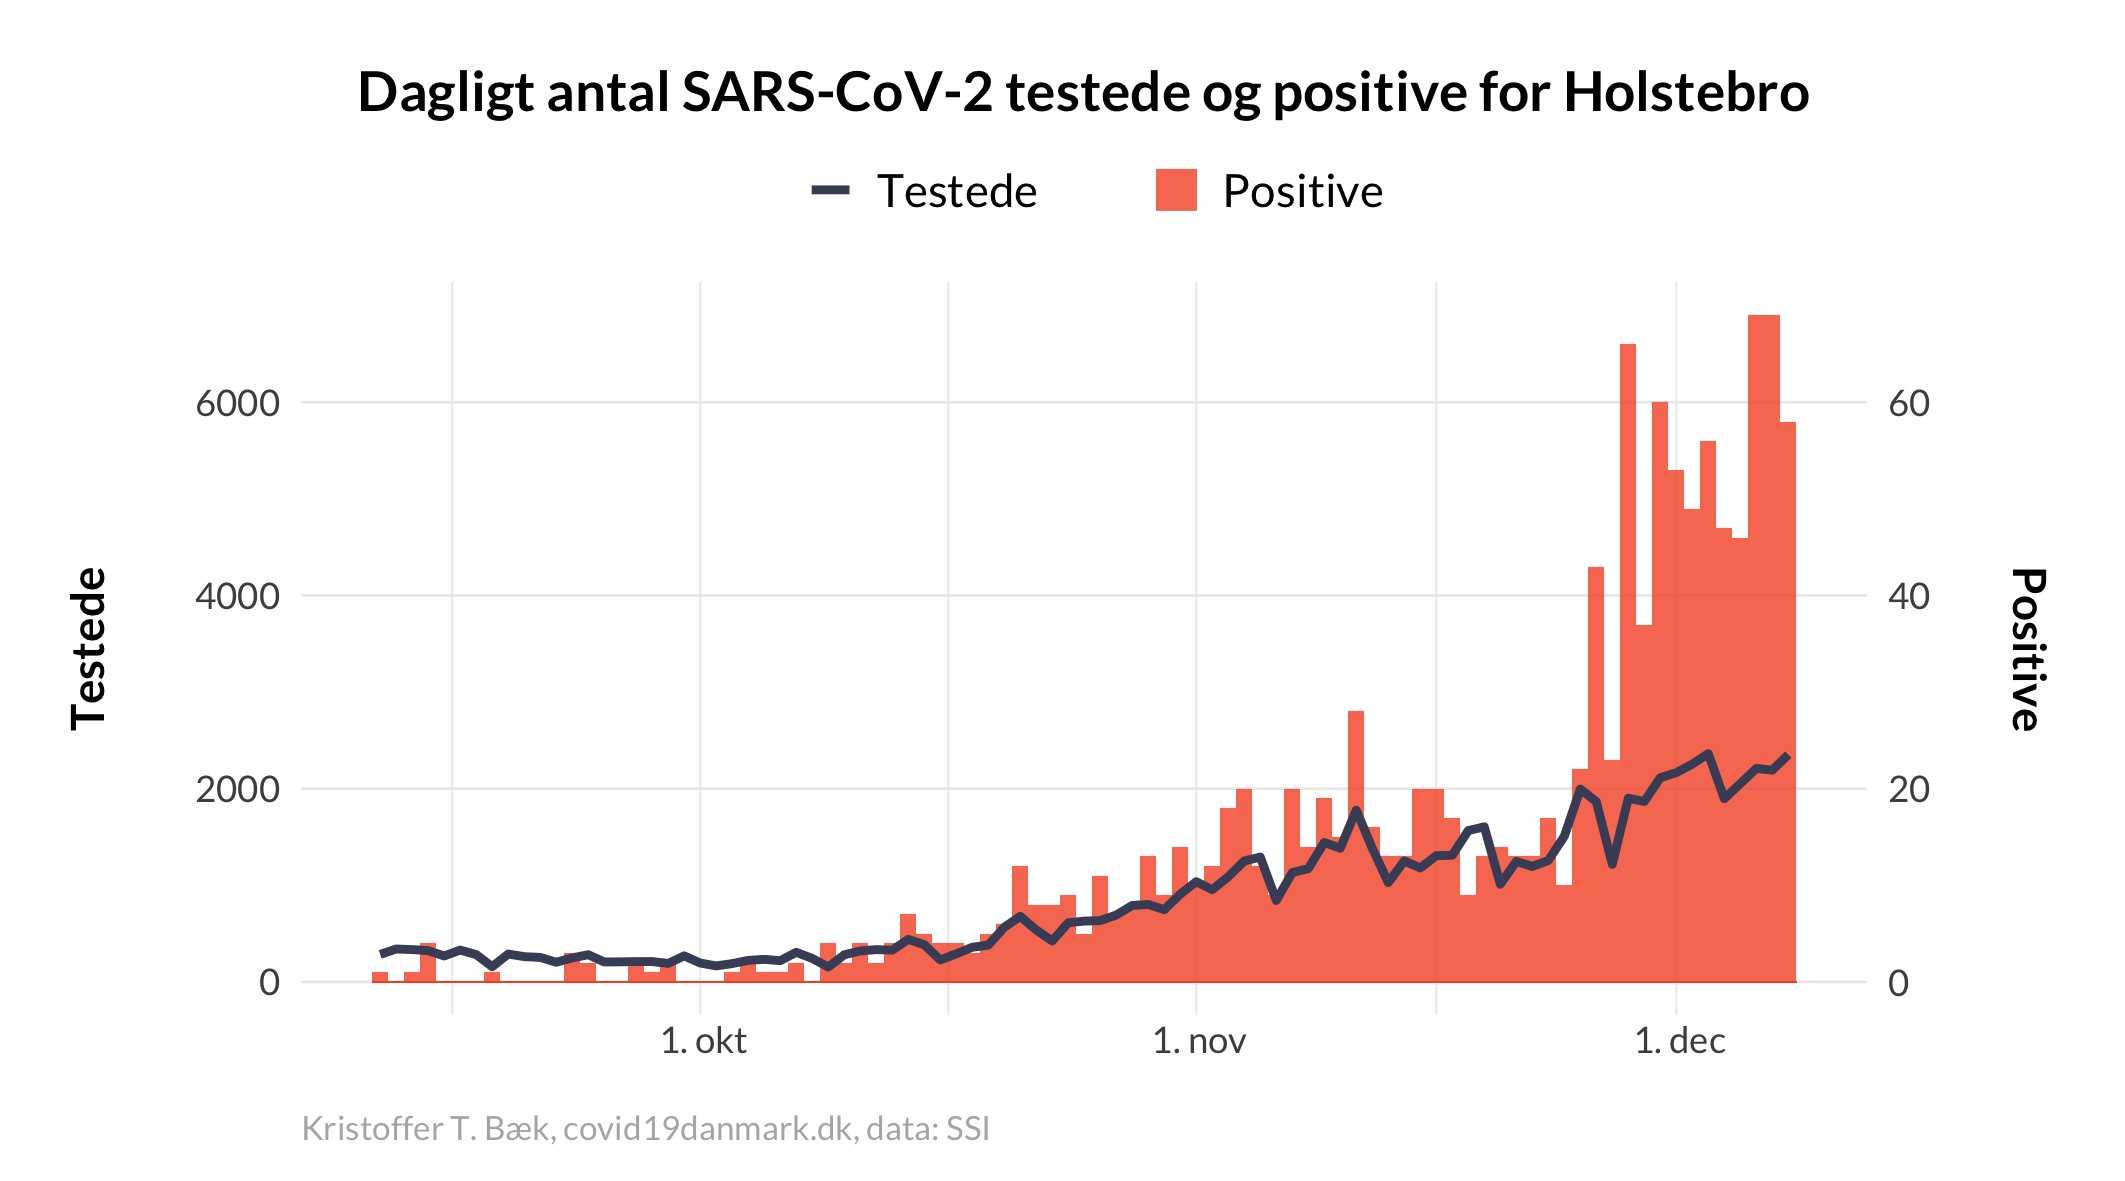 Dagligt antal SARS-CoV-2 testede og positive for Holstebro
Testede
Positive
6000
4000
2000
0
60
40
20
0
Testede
Positive
1. okt
1. nov
1. dec
Kristoffer T. Bæk, covid19danmark.dk, data: SSI